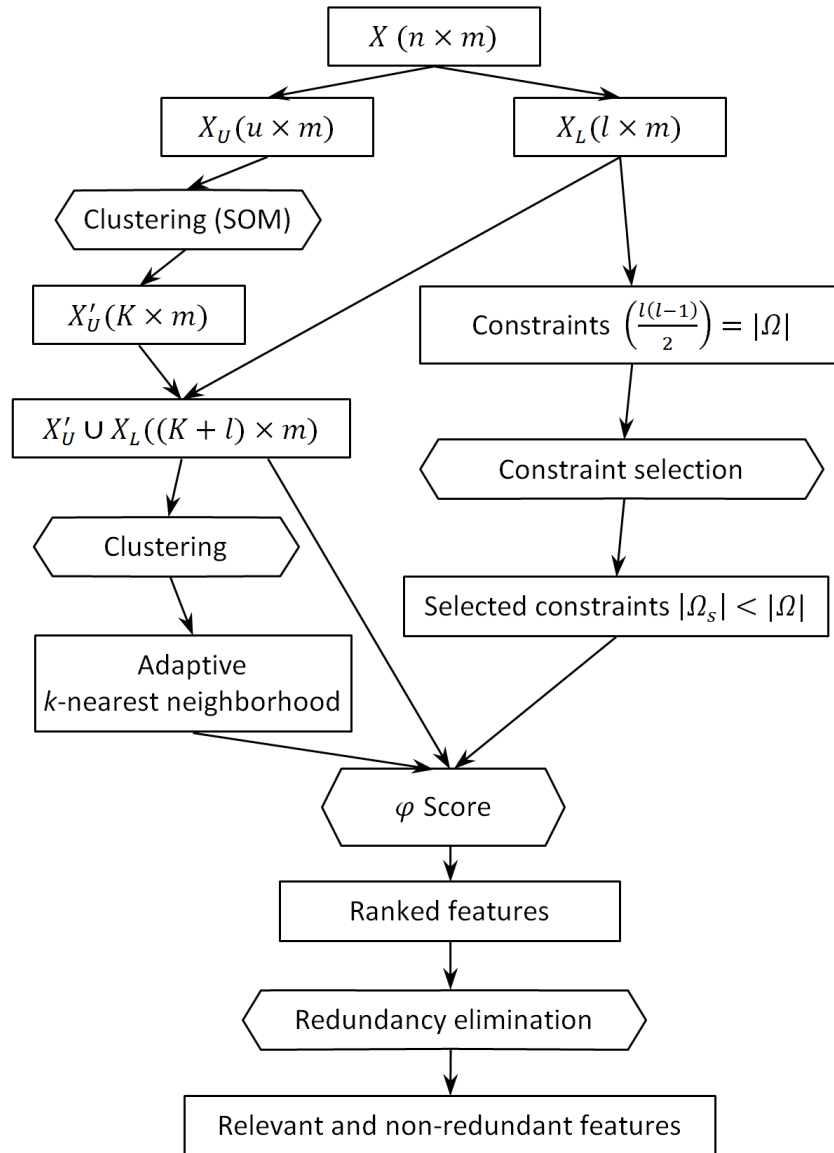 X (n × m)
X_U(u × m)
X_L(l × m)
Clustering (SOM)
X′_U(K × m)
Constraints (l(l−1)/2) = |Ω|
X′_U ∪ X_L((K + l) × m)
Constraint selection
Clustering
Selected constraints |Ω_s| < |Ω|
Adaptive
k-nearest neighborhood
φ Score
Ranked features
Redundancy elimination
Relevant and non-redundant features